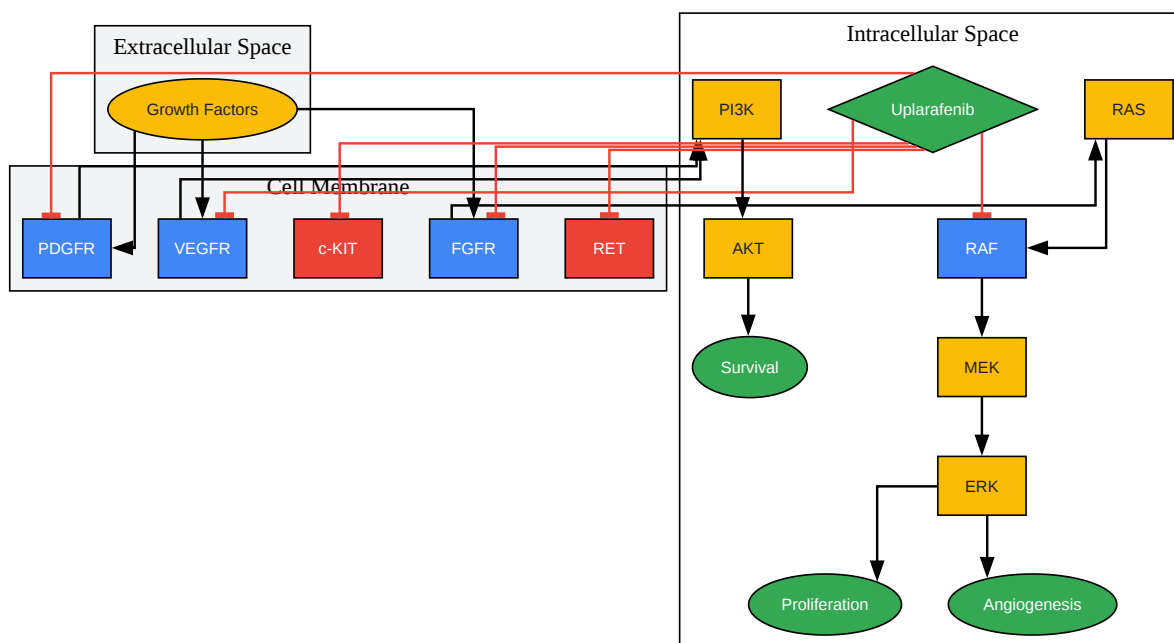 Extracellular Space
Intracellular Space
Growth Factors
PI3K
Uplarafenib
RAS
Cell Membrane
PDGFR
VEGFR
c-KIT
FGFR
RET
AKT
RAF
Survival
MEK
ERK
Proliferation
Angiogenesis